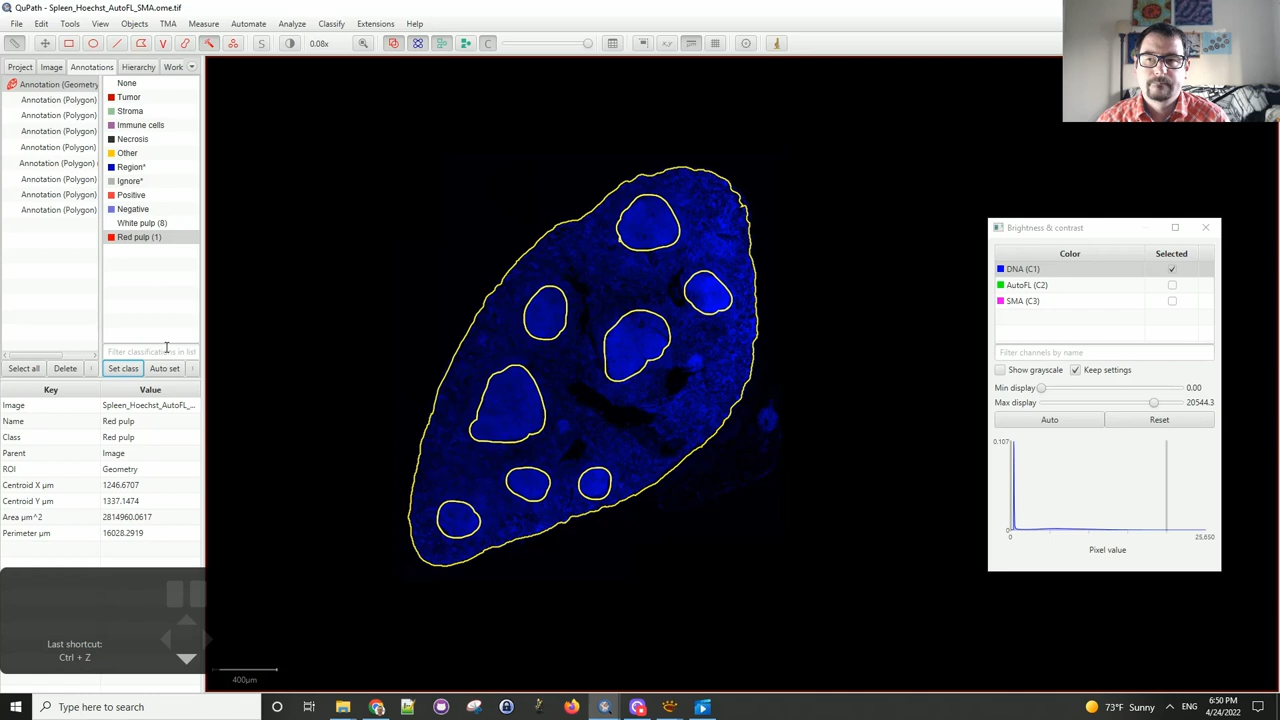 QuPath - Spleen_Hoechst_AutoFL_SMA.ome.tif
File Edit Tools View Objects TMA Measure Automate Analyze Classify Extensions Help
S 0.08x C x,y
Project Image Annotations Hierarchy Work
Annotation (Geometry
Annotation (Polygon)
Annotation (Polygon)
Annotation (Polygon)
Annotation (Polygon)
Annotation (Polygon) (
Annotation (Polygon)
Annotation (Polygon)
Annotation (Polygon)
None
Tumor
Stroma
Immune cells
Necrosis
Other
Region*
Ignore*
Positive
Negative
White pulp (8)
Red pulp (1)
Filter classifications in list
Select all Delete Set class Auto set
Key Value
Image Spleen_Hoechst_AutoFL_...
Name Red pulp
Class Red pulp
Parent Image
ROI Geometry
Centroid X µm 1246.6707
Centroid Y µm 1337.1474
Area µm^2 2814960.0617
Perimeter µm 16028.2919
Last shortcut:
Ctrl + Z
400µm
Brightness & contrast
Color Selected
DNA (C1)
AutoFL (C2)
SMA (C3)
Filter channels by name
Show grayscale Keep settings
Min display 0.00
Max display 20544.3
Auto Reset
0.107
0
0 25,650
Pixel value
Type here to search
73°F Sunny ENG
6:50 PM
4/24/2022